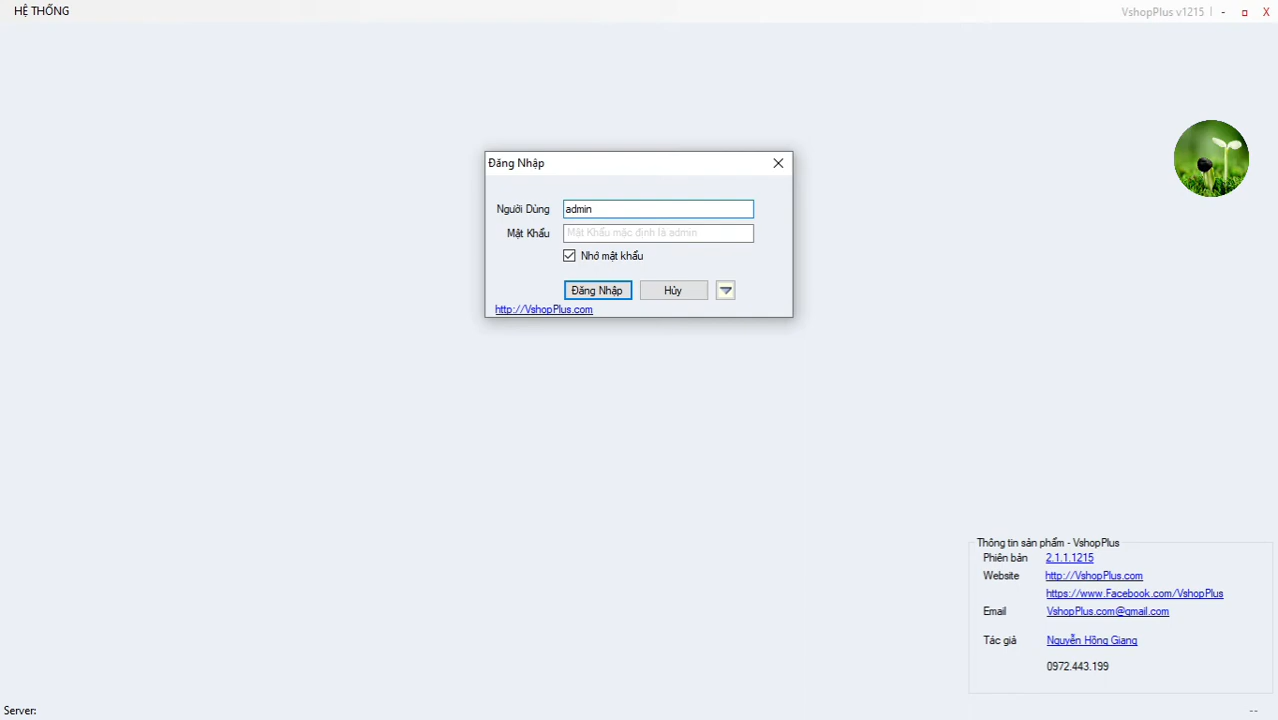 HỆ THỐNG
VshopPlus v1215
Đăng Nhập
Người Dùng admin
Mật Khẩu Mật Khẩu mặc định là admin
Nhớ mật khẩu
Đăng Nhập Hủy
http://VshopPlus.com
Thông tin sản phẩm - VshopPlus
Phiên bản 2.1.1.1215
Website http://VshopPlus.com
https://www.Facebook.com/VshopPlus
Email VshopPlus.com@gmail.com
Tác giả Nguyễn Hồng Giang
0972.443.199
Server: --